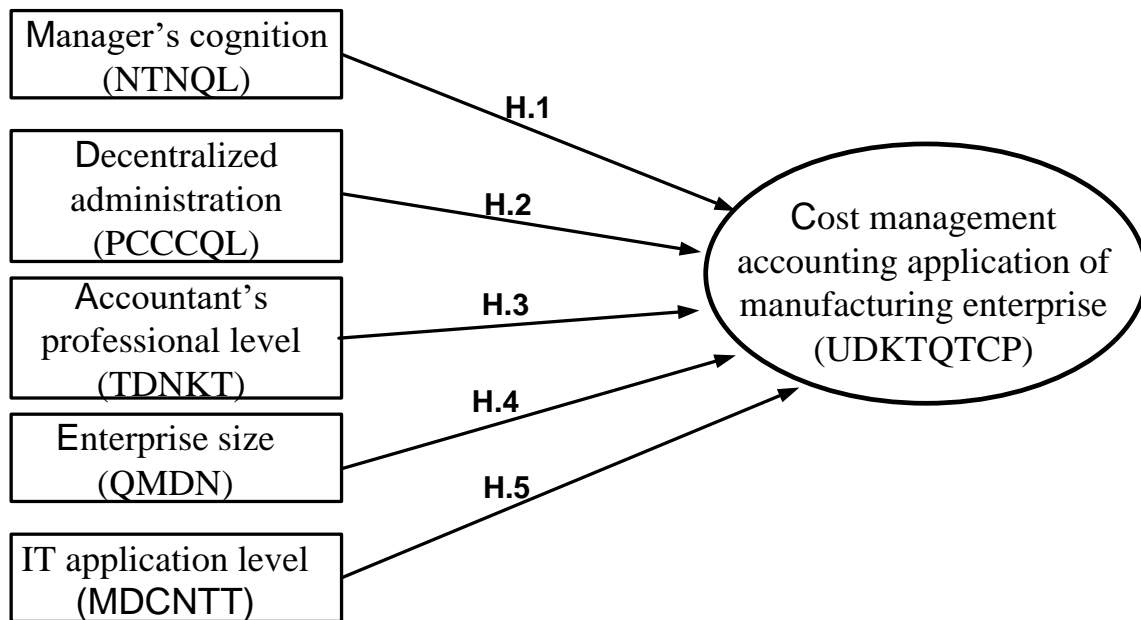 Manager’s cognition
(NTNQL)
H.1
Decentralized
administration
(PCCCQL)
H.2
Accountant’s
professional level
(TDNKT)
H.3
Enterprise size
(QMDN)
H.4
IT application level
(MDCNTT)
H.5
Cost management
accounting application of
manufacturing enterprise
(UDKTQTCP)